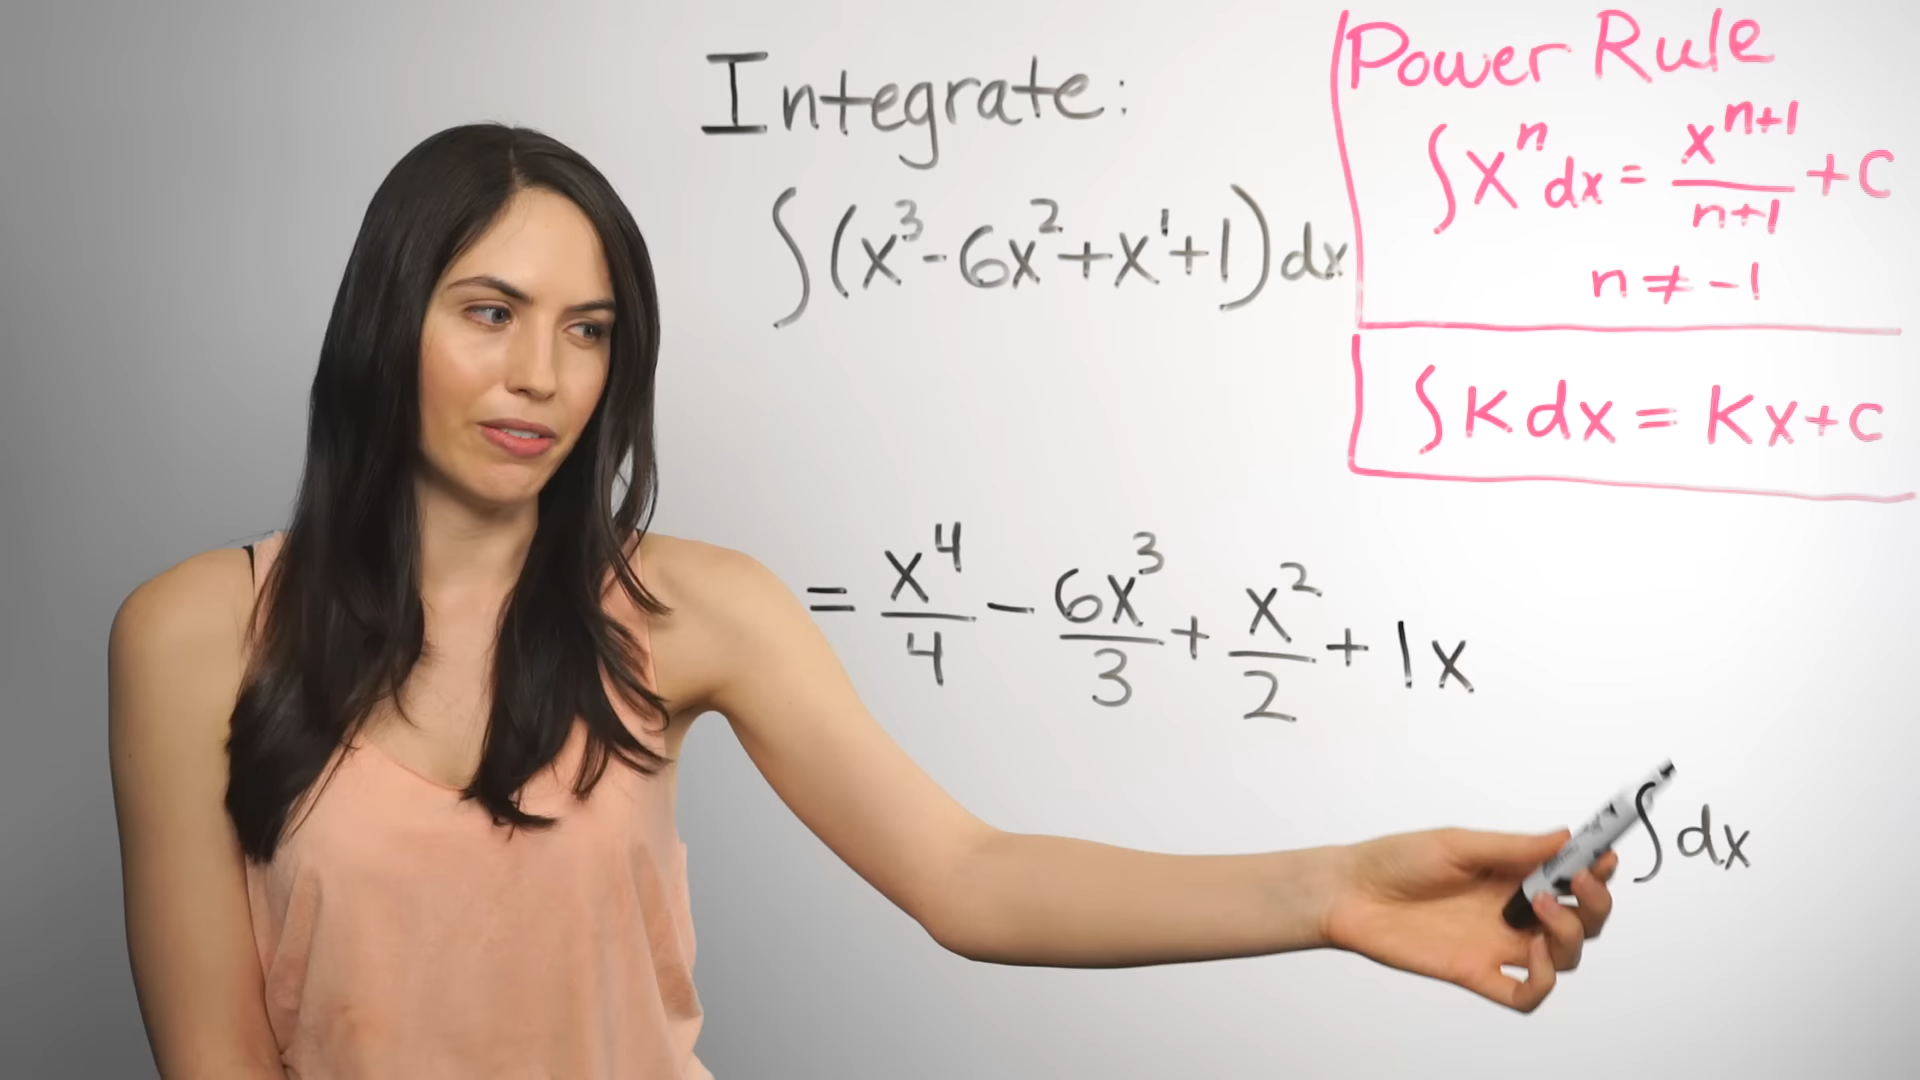 Integrate:
∫(x³-6x²+x¹+1)dx
Power Rule
∫xⁿdx = xⁿ⁺¹/n+1 + C
n ≠ -1
∫K dx = Kx+C
= x⁴/4 - 6x³/3 + x²/2 + 1x
∫dx